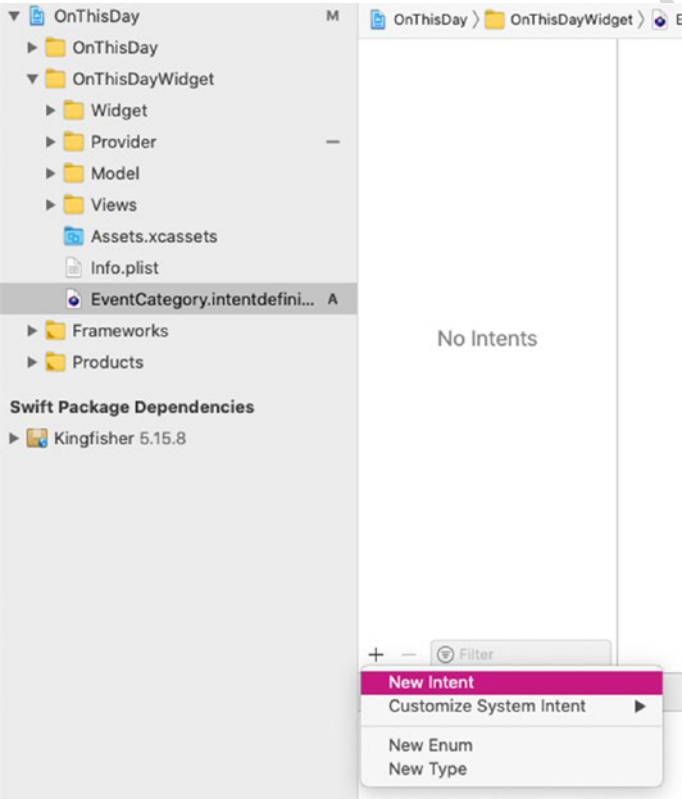 OnThisDay M
OnThisDay
OnThisDayWidget
Widget
Provider
Model
Views
Assets.xcassets
Info.plist
EventCategory.intentdefini... A
Frameworks
Products
Swift Package Dependencies
Kingfisher 5.15.8
OnThisDay OnThisDayWidget E
No Intents
Filter
New Intent
Customize System Intent
New Enum
New Type